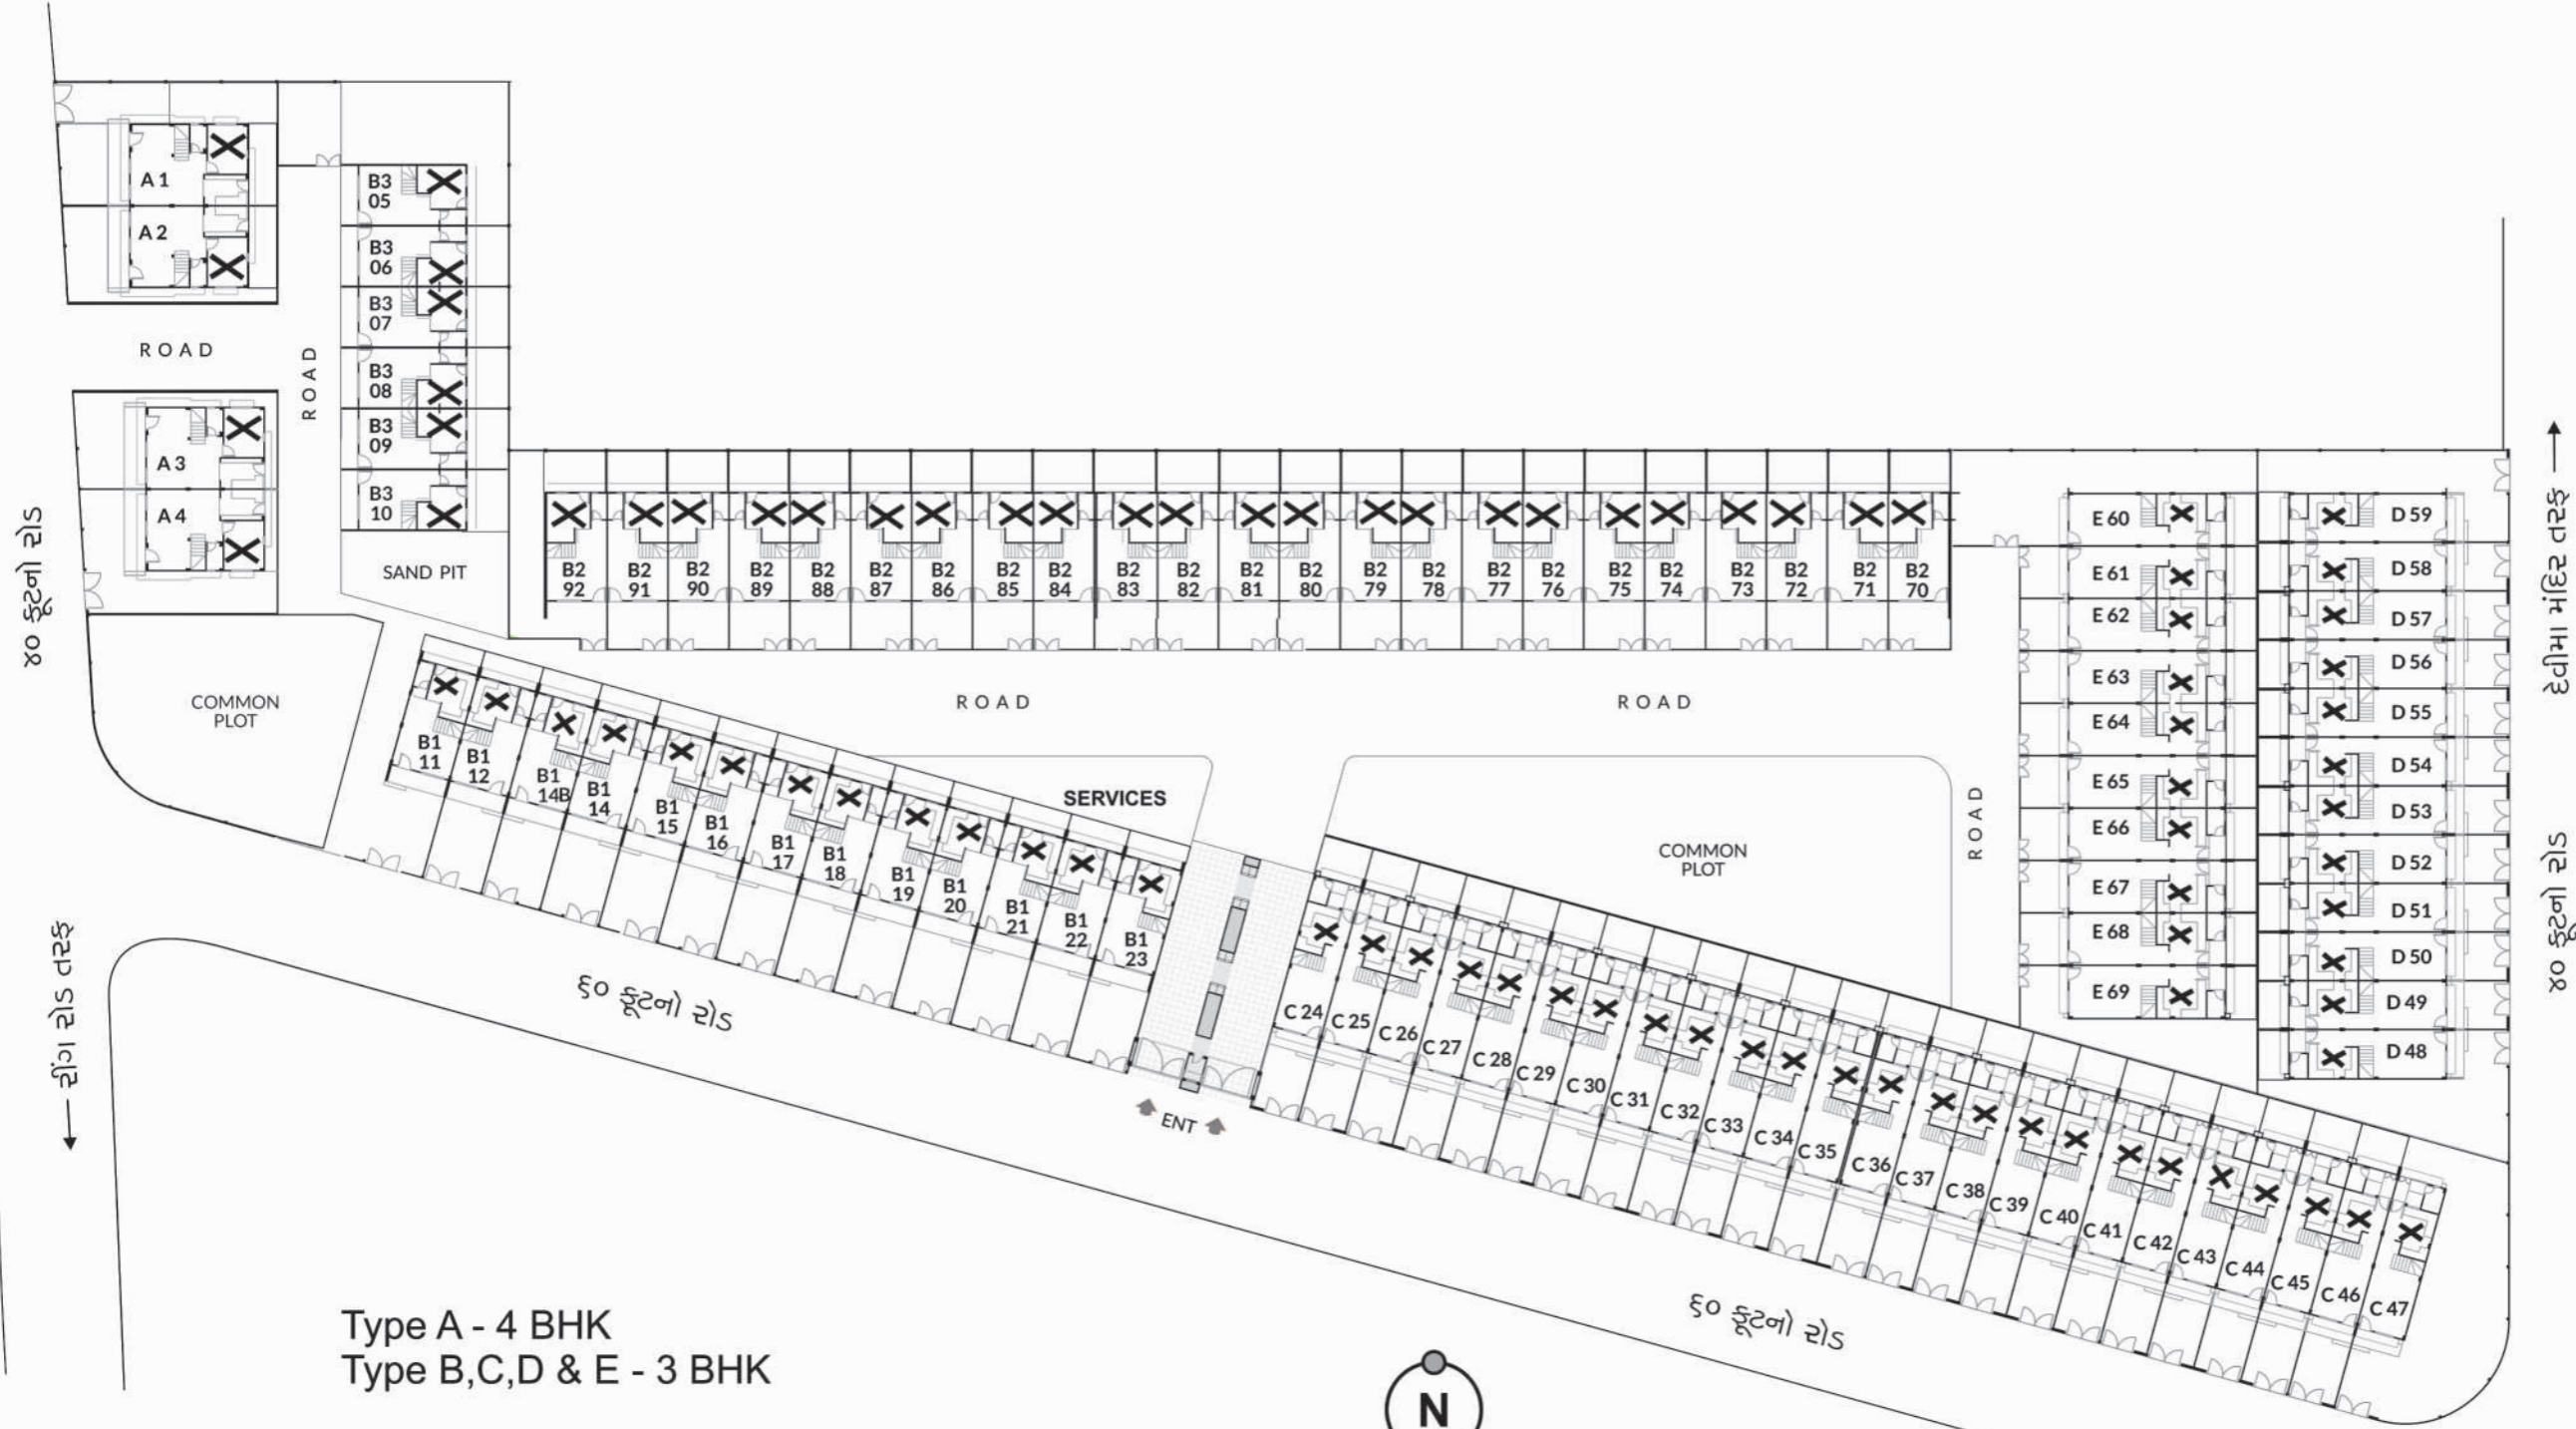 A 1
A 2
ROAD
ROAD
A 3
A 4
B3
05
B3
06
B3
07
B3
08
B3
09
B3
10
SAND PIT
૪૦ ફૂટનો રોડ
COMMON
PLOT
B2
92
B2
91
B2
90
B2
89
B2
88
B2
87
B2
86
B2
85
B2
84
B2
83
B2
82
B2
81
B2
80
B2
79
B2
78
B2
77
B2
76
B2
75
B2
74
B2
73
B2
72
B2
71
B2
70
ROAD
ROAD
B1
11
B1
12
B1
14B
B1
14
B1
15
B1
16
B1
17
B1
18
B1
19
B1
20
B1
21
B1
22
B1
23
SERVICES
COMMON
PLOT
ROAD
E 60
E 61
E 62
E 63
E 64
E 65
E 66
E 67
E 68
E 69
D 59
D 58
D 57
D 56
D 55
D 54
D 53
D 52
D 51
D 50
D 49
D 48
દેવીમા મંદિર તરફ
૪૦ ફૂટનો રોડ
રીંગ રોડ તરફ
૬૦ ફૂટનો રોડ
ENT
C 24
C 25
C 26
C 27
C 28
C 29
C 30
C 31
C 32
C 33
C 34
C 35
C 36
C 37
C 38
C 39
C 40
C 41
C 42
C 43
C 44
C 45
C 46
C 47
૬૦ ફૂટનો રોડ
Type A - 4 BHK
Type B,C,D & E - 3 BHK
N